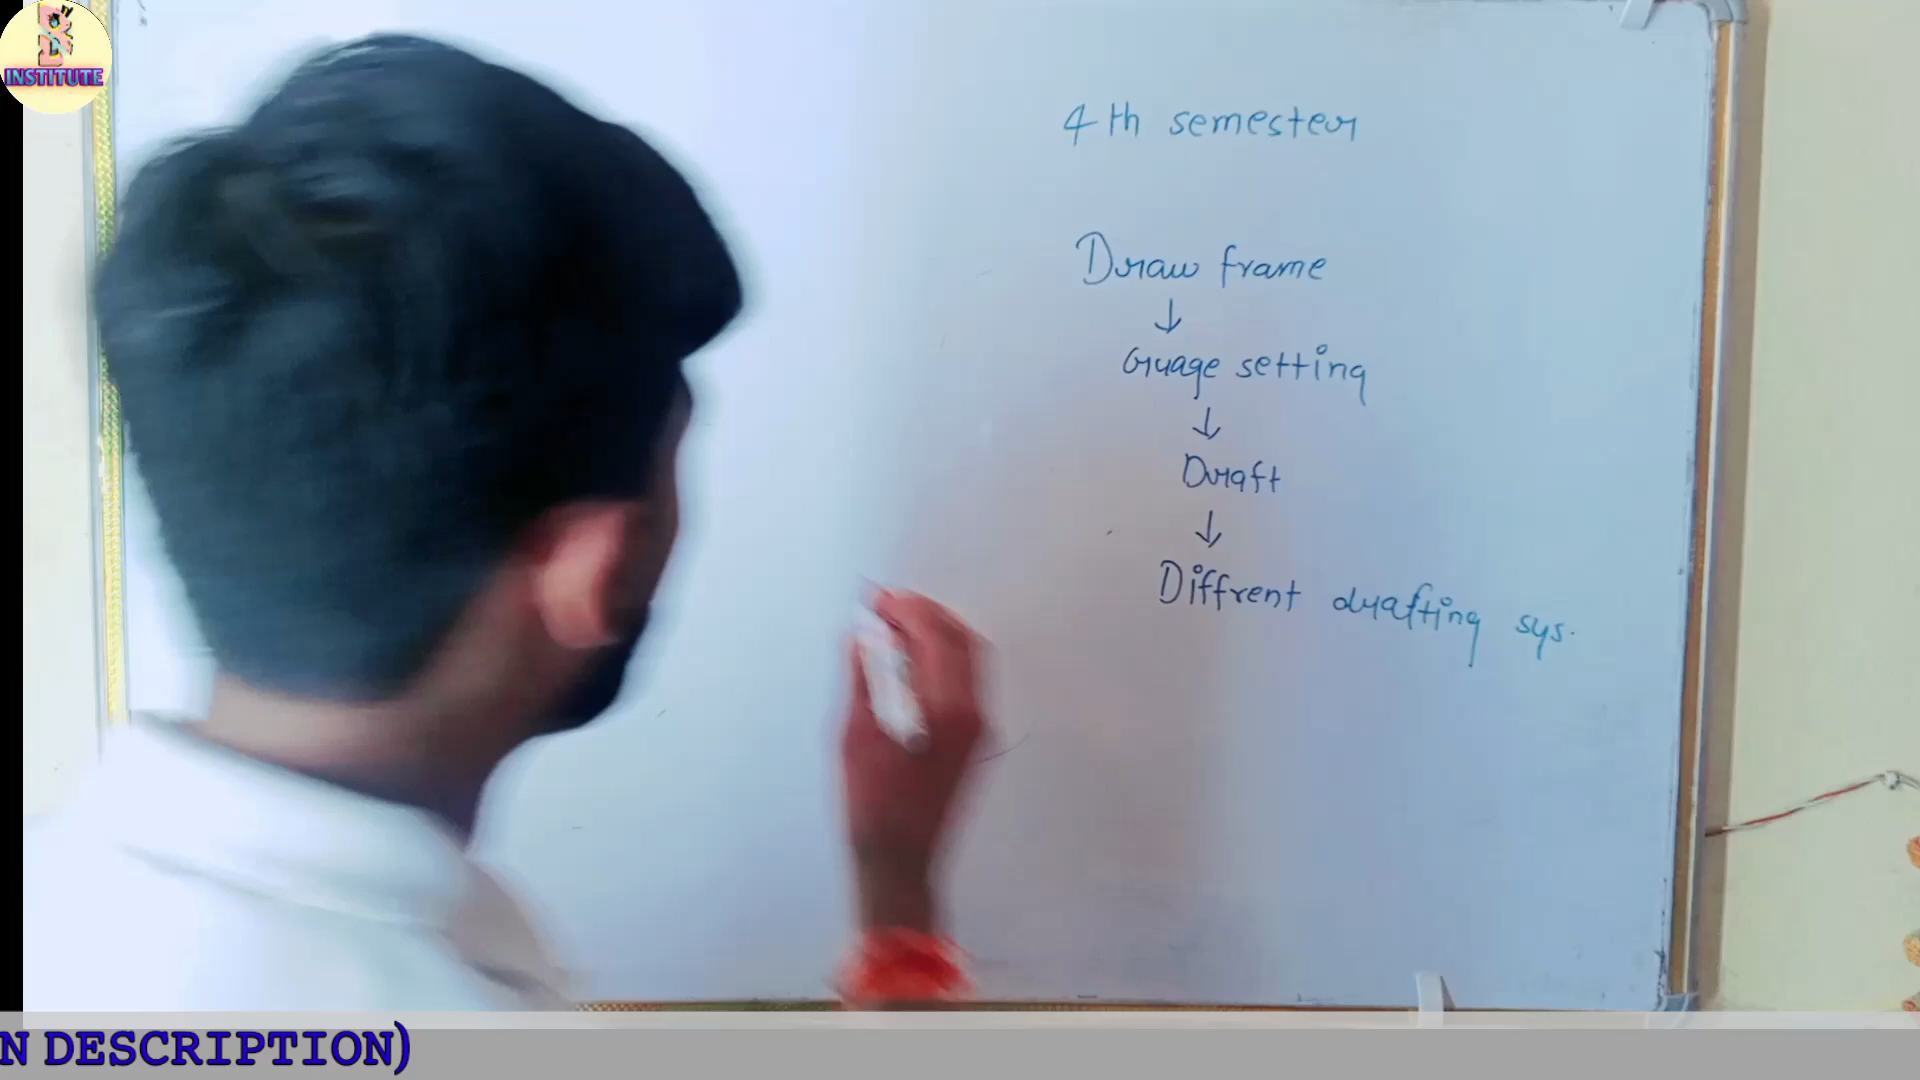 INSTITUTE
4th semester
Draw frame
↓
Guage setting
↓
Draft
↓
Diffrent drafting sys.
N DESCRIPTION)